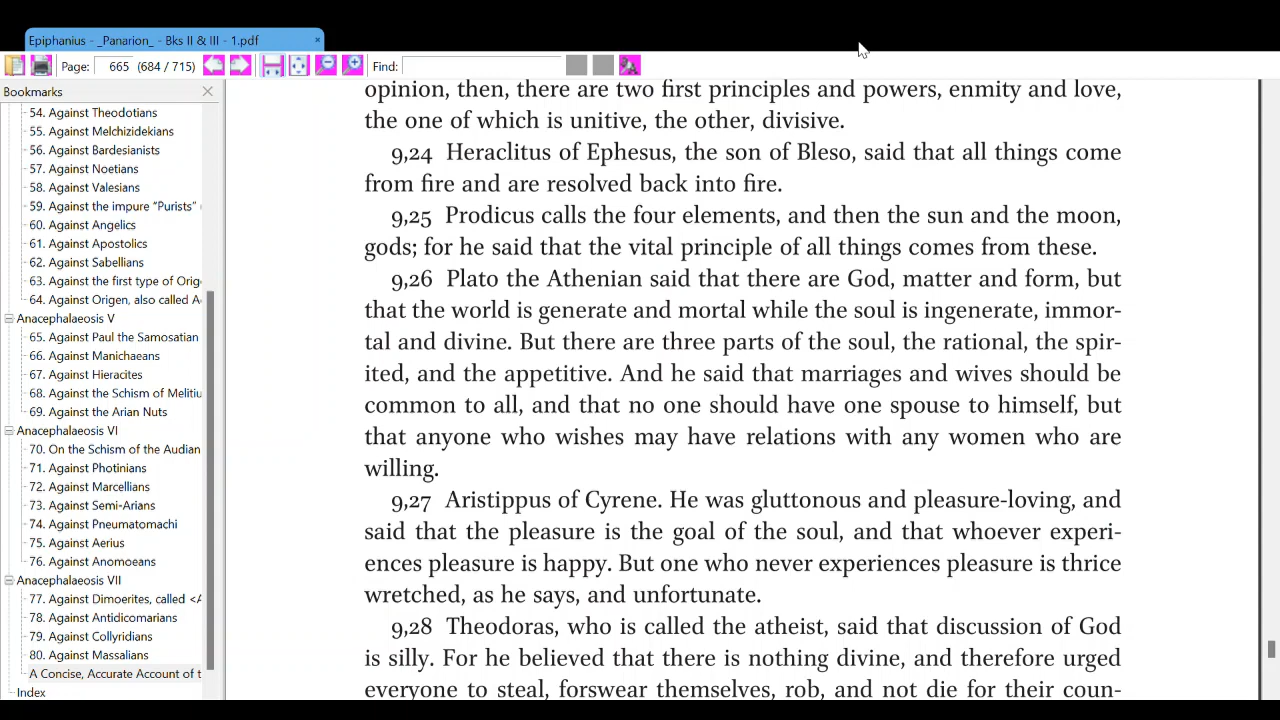 Epiphanius - _Panarion_ - Bks II & III - 1.pdf
Page: 665 (684 / 715) Find:
Bookmarks
54. Against Theodotians
55. Against Melchizidekians
56. Against Bardesianists
57. Against Noetians
58. Against Valesians
59. Against the impure “Purists”
60. Against Angelics
61. Against Apostolics
62. Against Sabellians
63. Against the first type of Orig
64. Against Origen, also called A
Anacephalaeosis V
65. Against Paul the Samosatian
66. Against Manichaeans
67. Against Hieracites
68. Against the Schism of Melitiu
69. Against the Arian Nuts
Anacephalaeosis VI
70. On the Schism of the Audian
71. Against Photinians
72. Against Marcellians
73. Against Semi-Arians
74. Against Pneumatomachi
75. Against Aerius
76. Against Anomoeans
Anacephalaeosis VII
77. Against Dimoerites, called <A
78. Against Antidicomarians
79. Against Collyridians
80. Against Massalians
A Concise, Accurate Account of t
Index
opinion, then, there are two first principles and powers, enmity and love,
the one of which is unitive, the other, divisive.
9,24 Heraclitus of Ephesus, the son of Bleso, said that all things come
from fire and are resolved back into fire.
9,25 Prodicus calls the four elements, and then the sun and the moon,
gods; for he said that the vital principle of all things comes from these.
9,26 Plato the Athenian said that there are God, matter and form, but
that the world is generate and mortal while the soul is ingenerate, immor-
tal and divine. But there are three parts of the soul, the rational, the spir-
ited, and the appetitive. And he said that marriages and wives should be
common to all, and that no one should have one spouse to himself, but
that anyone who wishes may have relations with any women who are
willing.
9,27 Aristippus of Cyrene. He was gluttonous and pleasure-loving, and
said that the pleasure is the goal of the soul, and that whoever experi-
ences pleasure is happy. But one who never experiences pleasure is thrice
wretched, as he says, and unfortunate.
9,28 Theodoras, who is called the atheist, said that discussion of God
is silly. For he believed that there is nothing divine, and therefore urged
everyone to steal, forswear themselves, rob, and not die for their coun-